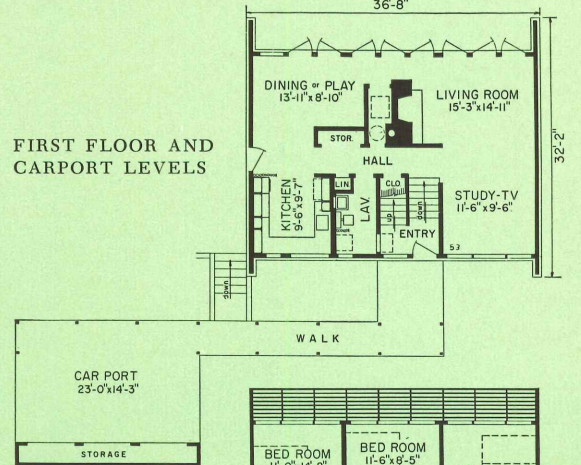 36'-8"
DINING or PLAY
13'-11"x8'-10"
LIVING ROOM
15'-3"x14'-11"
FIRST FLOOR AND
CARPORT LEVELS
STOR.
32'-2"
HALL
KITCHEN
9'-6"x9'-7"
LIN
LAV.
CLO
up
down
STUDY-TV
11'-6"x9'-6"
ENTRY
53
down
WALK
CAR PORT
23'-0"x14'-3"
STORAGE
BED ROOM
BED ROOM
11'-6"x8'-5"